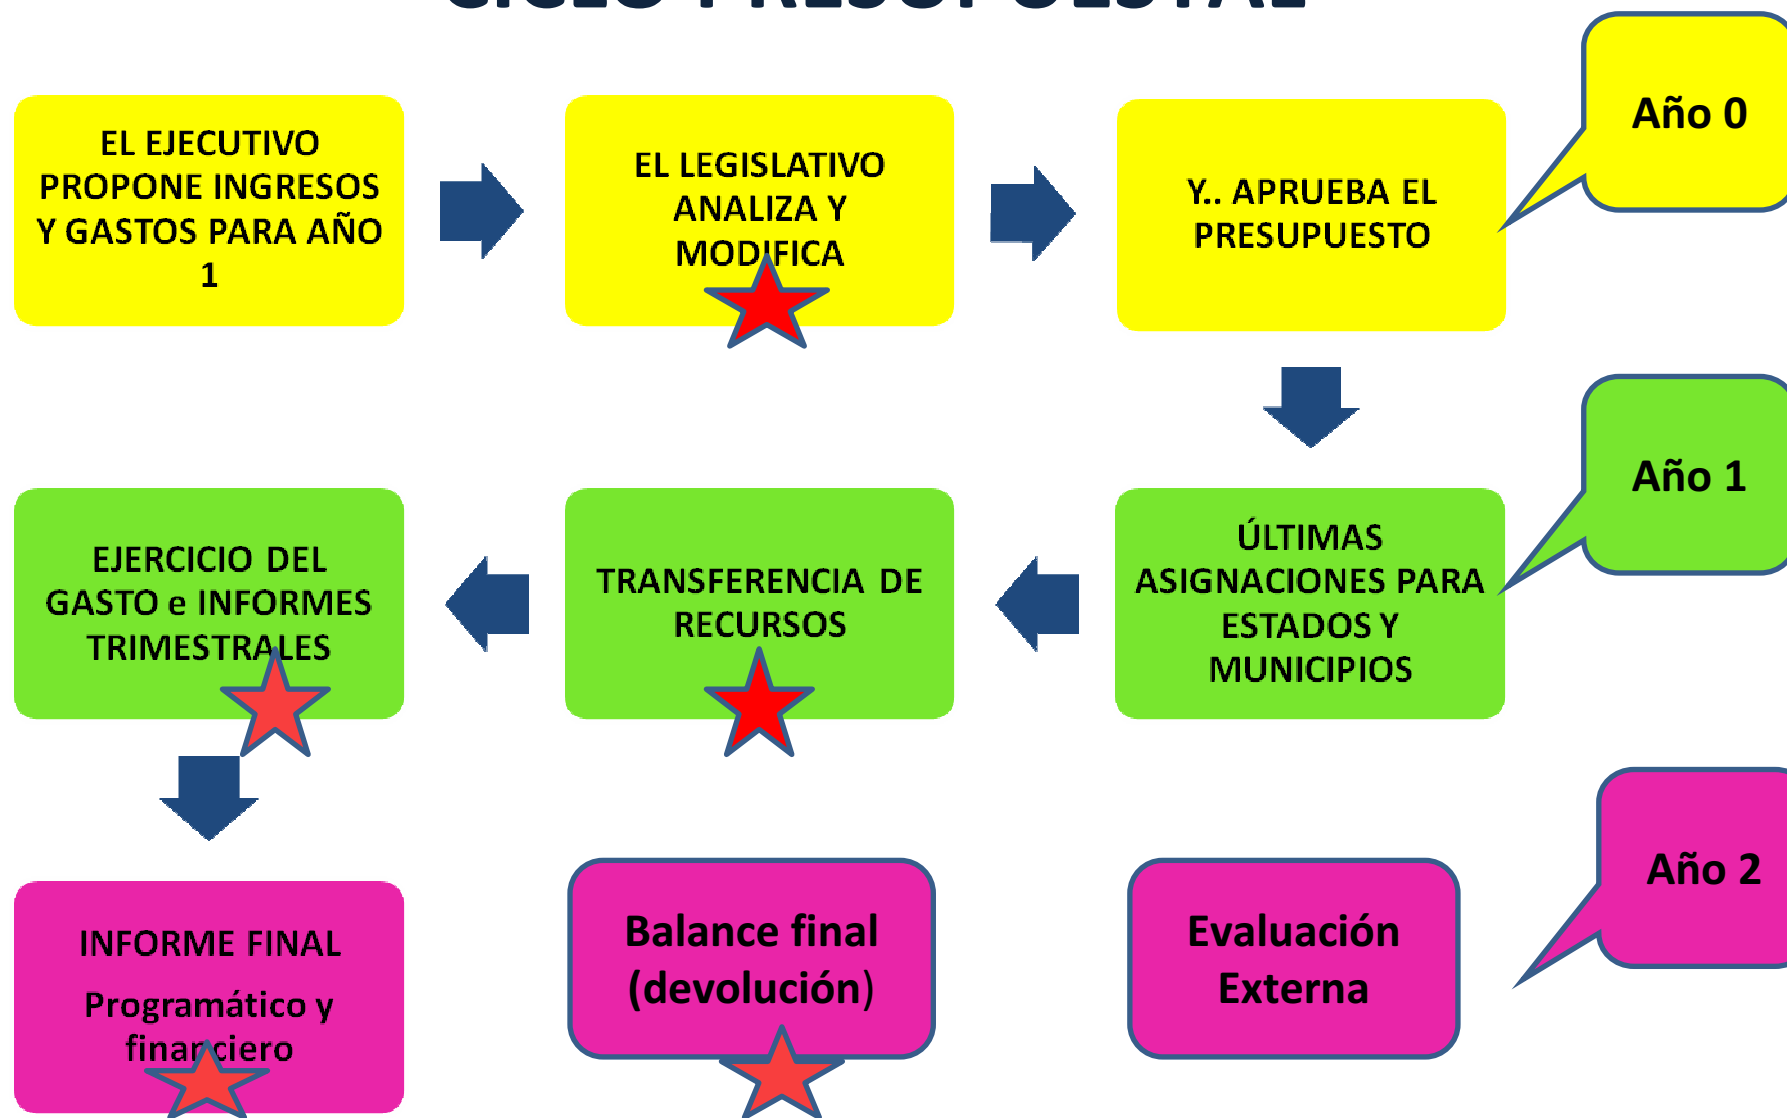 CICLO PRESUPUESTAL
EL EJECUTIVO
PROPONE INGRESOS
Y GASTOS PARA AÑO
1
EL LEGISLATIVO
ANALIZA Y
MODIFICA
Y.. APRUEBA EL
PRESUPUESTO
Año 0
EJERCICIO DEL
GASTO e INFORMES
TRIMESTRALES
TRANSFERENCIA DE
RECURSOS
ÚLTIMAS
ASIGNACIONES PARA
ESTADOS Y
MUNICIPIOS
Año 1
INFORME FINAL
Programático y
financiero
Balance final
(devolución)
Evaluación
Externa
Año 2